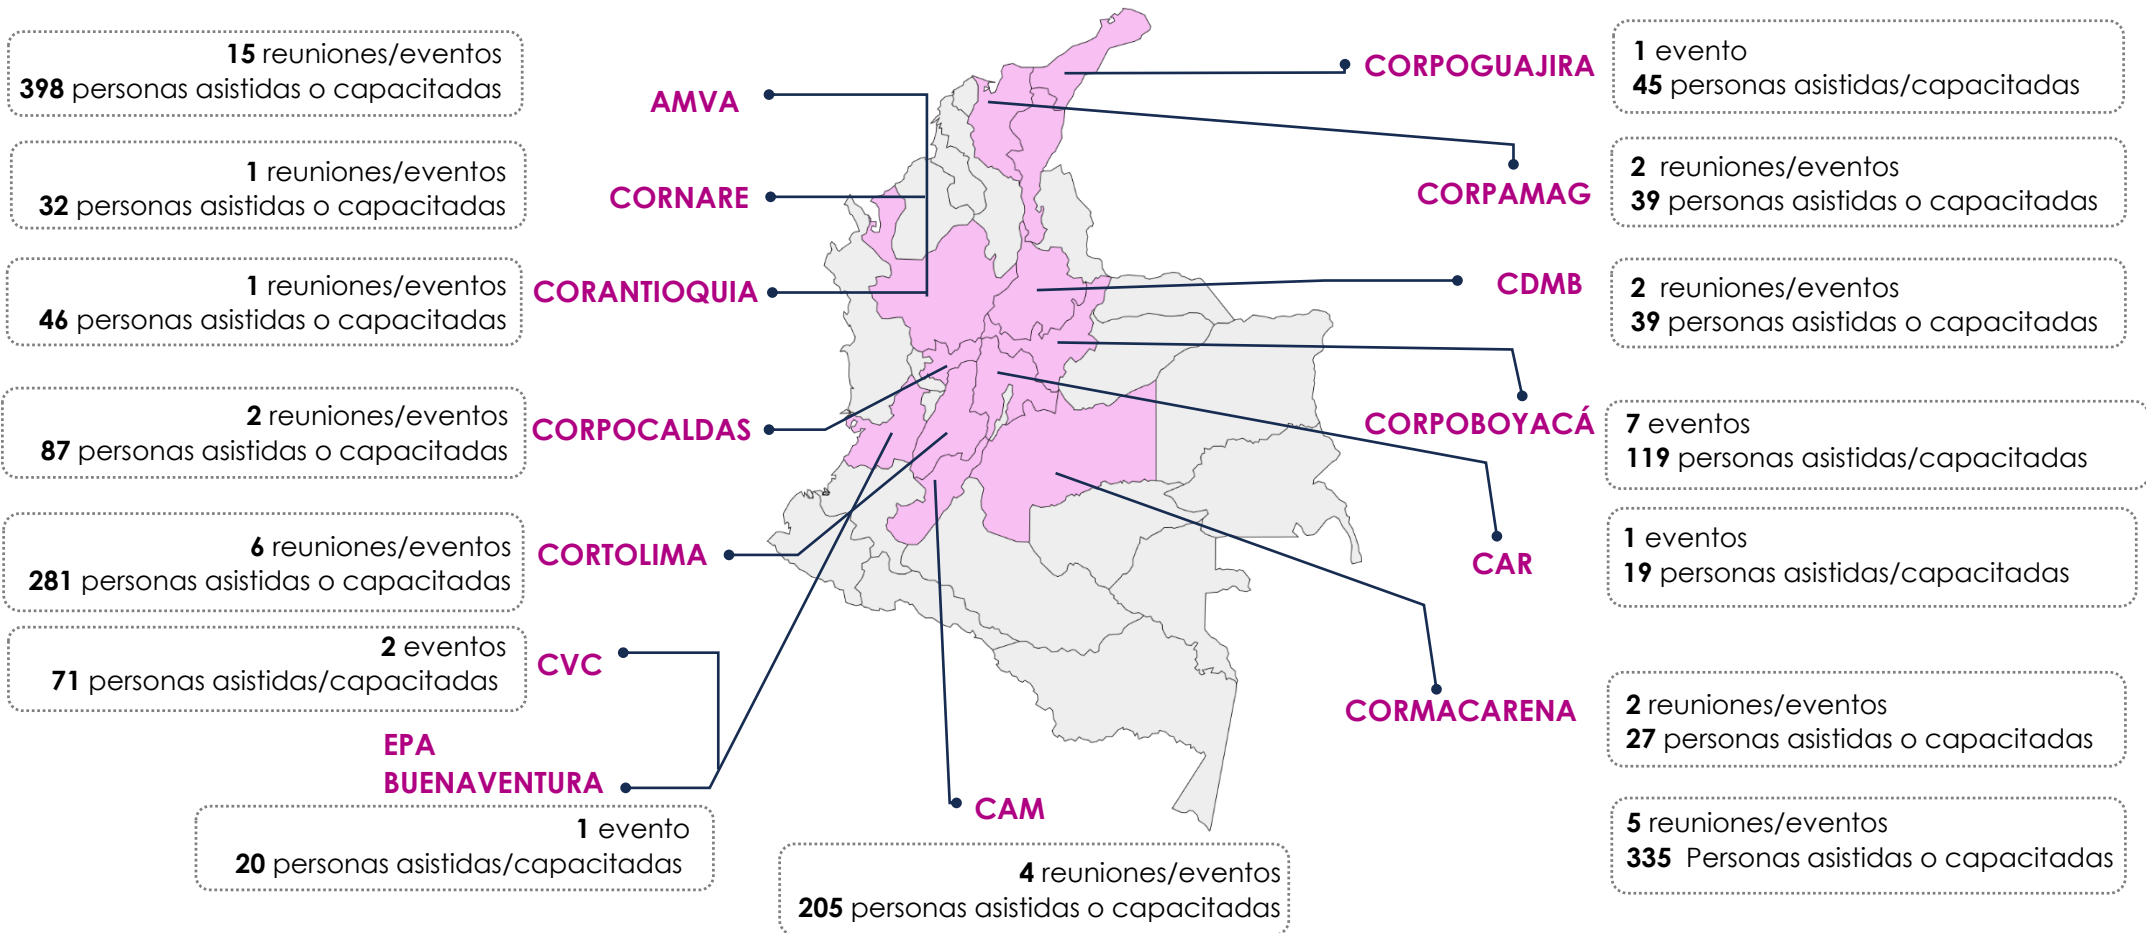 15 reuniones/eventos
398 personas asistidas o capacitadas
AMVA
1 reuniones/eventos
32 personas asistidas o capacitadas
CORNARE
1 reuniones/eventos
46 personas asistidas o capacitadas
CORANTIOQUIA
2 reuniones/eventos
87 personas asistidas o capacitadas
CORPOCALDAS
6 reuniones/eventos
281 personas asistidas o capacitadas
CORTOLIMA
2 eventos
71 personas asistidas/capacitadas
CVC
EPA
BUENAVENTURA
1 evento
20 personas asistidas/capacitadas
CAM
4 reuniones/eventos
205 personas asistidas o capacitadas
CORPOGUAJIRA
1 evento
45 personas asistidas/capacitadas
CORPAMAG
2 reuniones/eventos
39 personas asistidas o capacitadas
CDMB
2 reuniones/eventos
39 personas asistidas o capacitadas
CORPOBOYACÁ
7 eventos
119 personas asistidas/capacitadas
CAR
1 eventos
19 personas asistidas/capacitadas
CORMACARENA
2 reuniones/eventos
27 personas asistidas o capacitadas
5 reuniones/eventos
335 Personas asistidas o capacitadas